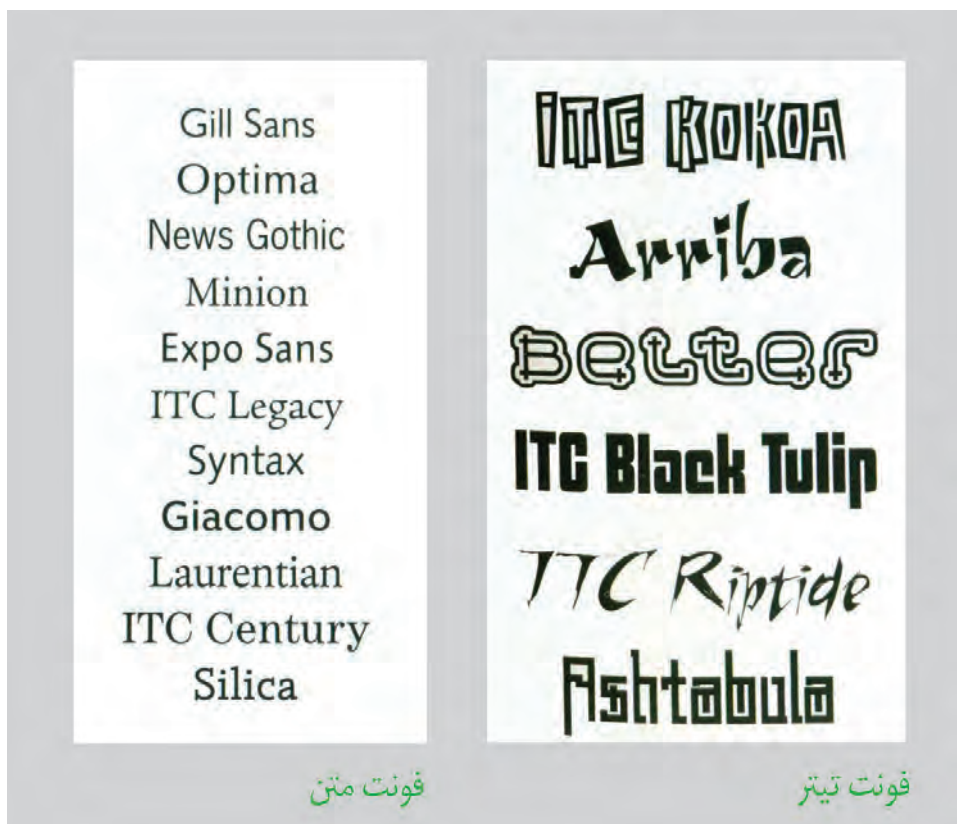 Gill Sans
Optima
News Gothic
Minion
Expo Sans
ITC Legacy
Syntax
Giacomo
Laurentian
ITC Century
Silica
فونت متن
ITC KOKOA
Arriba
Better
ITC Black Tulip
ITC Riptide
Ashtabula
فونت تیتر